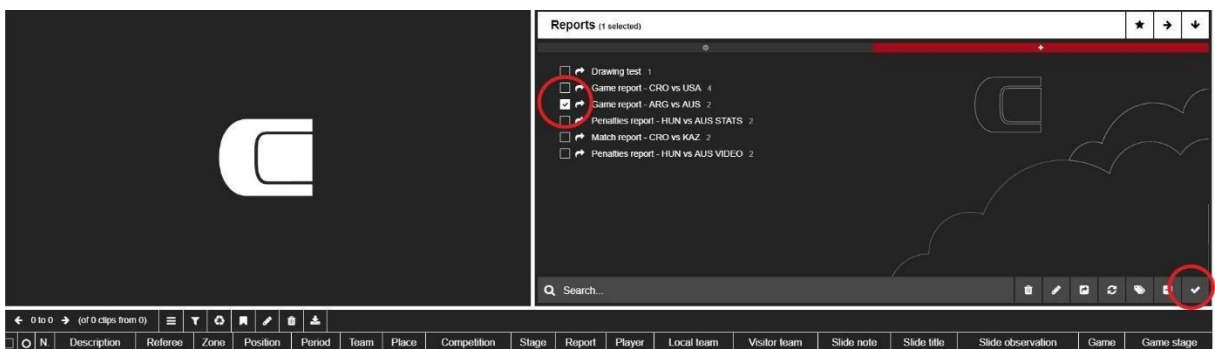 Reports (1 selected)
Drawing test 1
Game report - CRO vs USA 4
Game report - ARG vs AUS 2
Penalties report - HUN vs AUS STATS 2
Match report - CRO vs KAZ 2
Penalties report - HUN vs AUS VIDEO 2
Search...
0 to 0 (of 0 clips from 0)
N. Description Referee Zone Position Period Team Place Competition Stage Report Player Local team Visitor team Slide note Slide title Slide observation Game Game stage